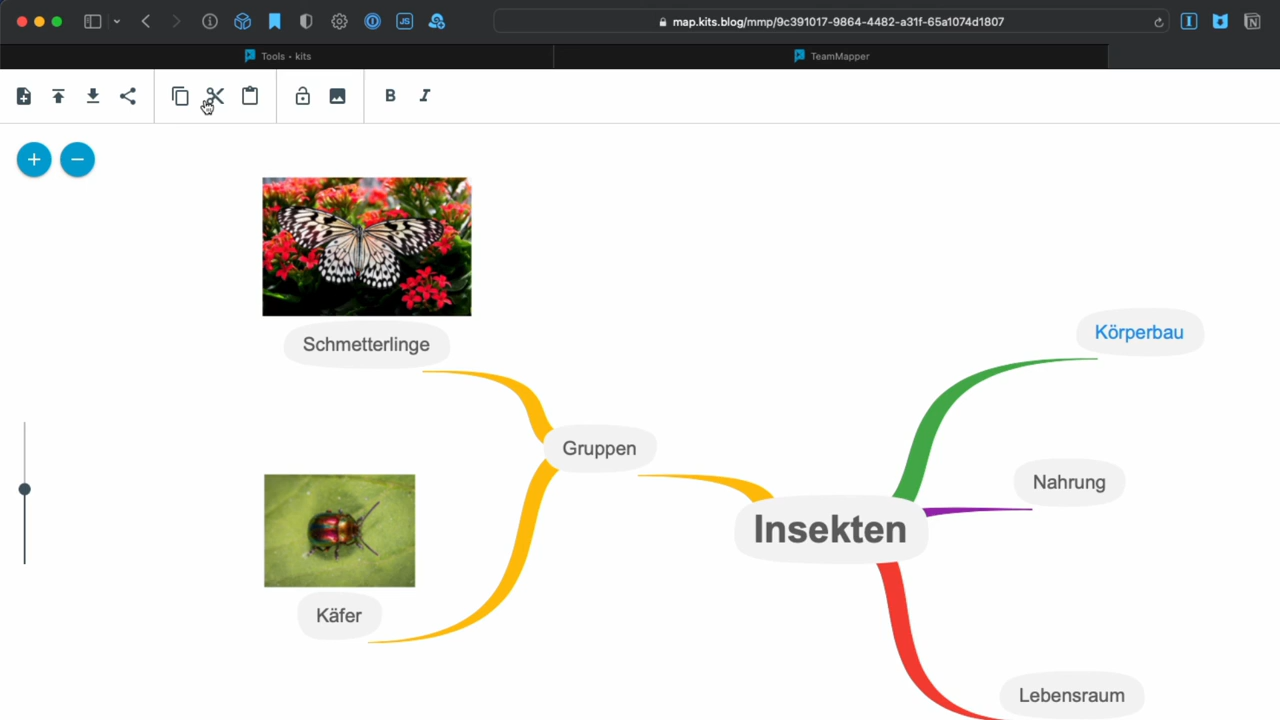 map.kits.blog/mmp/9c391017-9864-4482-a31f-65a1074d1807
JS
Tools - kits
TeamMapper
B I
Schmetterlinge
Körperbau
Gruppen
Nahrung
Insekten
Käfer
Lebensraum